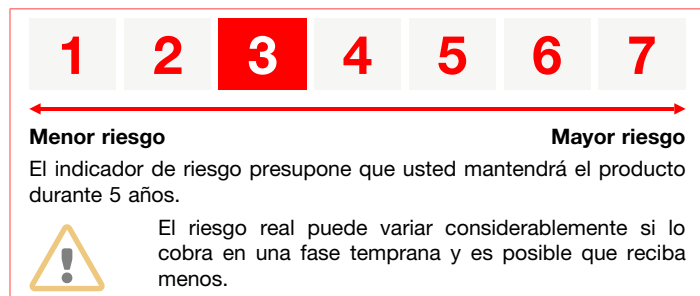 1 2 3 4 5 6 7
Menor riesgo Mayor riesgo
El indicador de riesgo presupone que usted mantendrá el producto
durante 5 años.
El riesgo real puede variar considerablemente si lo
cobra en una fase temprana y es posible que reciba
menos.